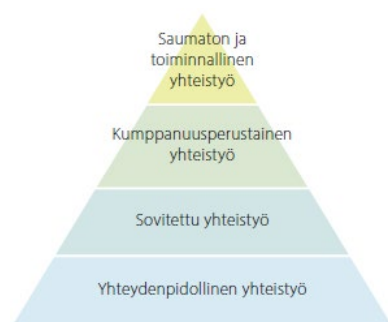 Saumaton ja
toiminnallinen
yhteistyö
Kumppanuusperustainen
yhteistyö
Sovitettu yhteistyö
Yhteydenpidollinen yhteistyö